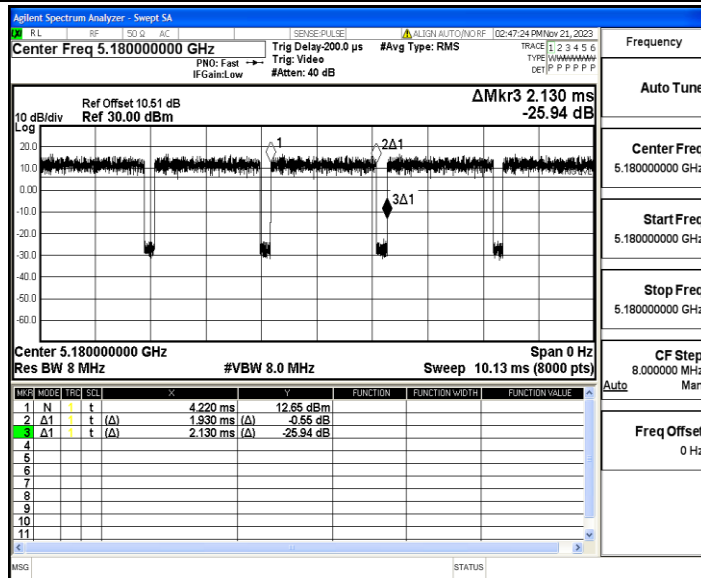 Agilent Spectrum Analyzer - Swept SA
RL RF 50 Ω AC SENSE:PULSE ALIGN AUTO/NO RF 02:47:24 PM Nov 21, 2023
Center Freq 5.180000000 GHz
PNO: Fast
IFGain:Low
Trig Delay-200.0 µs
Trig: Video
#Atten: 40 dB
#Avg Type: RMS
TRACE 1 2 3 4 5 6
TYPE
DET P P P P P P
Ref Offset 10.51 dB
Ref 30.00 dBm
10 dB/div
Log
ΔMkr3 2.130 ms
-25.94 dB
20.0
10.0
0.00
-10.0
-20.0
-30.0
-40.0
-50.0
-60.0
1
2Δ1
3Δ1
Center 5.180000000 GHz Span 0 Hz
Res BW 8 MHz #VBW 8.0 MHz Sweep 10.13 ms (8000 pts)
MKR MODE TRC SCL X Y FUNCTION FUNCTION WIDTH FUNCTION VALUE
1 N 1 t 4.220 ms 12.65 dBm
2 Δ1 1 t (Δ) 1.930 ms (Δ) -0.55 dB
3 Δ1 1 t (Δ) 2.130 ms (Δ) -25.94 dB
4
5
6
7
8
9
10
11
MSG STATUS
Frequency
Auto Tune
Center Freq
5.180000000 GHz
Start Freq
5.180000000 GHz
Stop Freq
5.180000000 GHz
CF Step
8.000000 MHz
Auto Man
Freq Offset
0 Hz